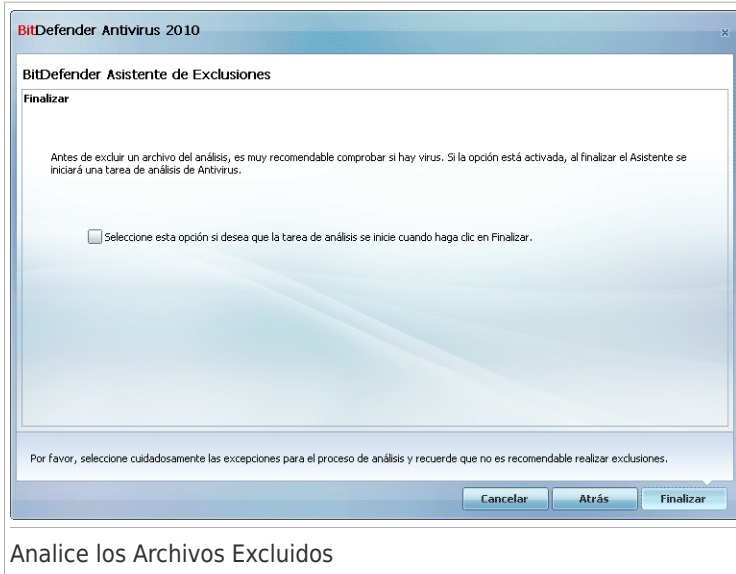 BitDefender Antivirus 2010
x
BitDefender Asistente de Exclusiones
Finalizar
Antes de excluir un archivo del análisis, es muy recomendable comprobar si hay virus. Si la opción está activada, al finalizar el Asistente se
iniciará una tarea de análisis de Antivirus.
Seleccione esta opción si desea que la tarea de análisis se inicie cuando haga clic en Finalizar.
Por favor, seleccione cuidadosamente las excepciones para el proceso de análisis y recuerde que no es recomendable realizar exclusiones.
Cancelar Atrás Finalizar
Analice los Archivos Excluidos